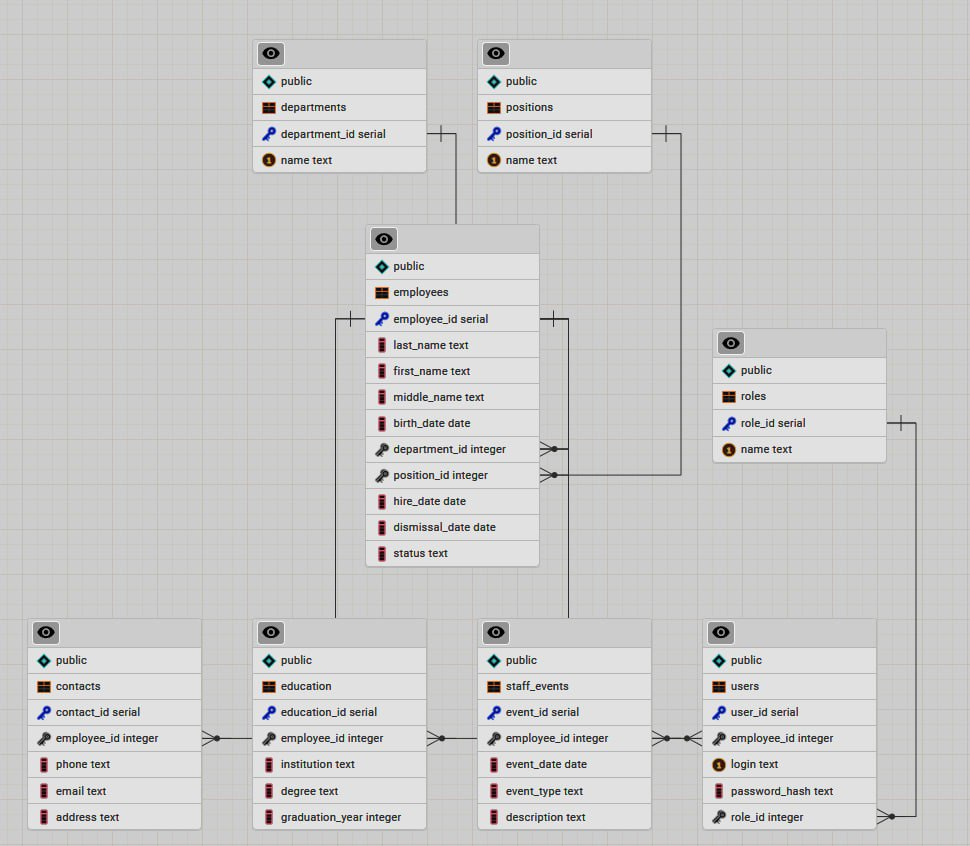 public
departments
department_id serial
name text
public
positions
position_id serial
name text
public
employees
employee_id serial
last_name text
first_name text
middle_name text
birth_date date
department_id integer
position_id integer
hire_date date
dismissal_date date
status text
public
roles
role_id serial
name text
public
contacts
contact_id serial
employee_id integer
phone text
email text
address text
public
education
education_id serial
employee_id integer
institution text
degree text
graduation_year integer
public
staff_events
event_id serial
employee_id integer
event_date date
event_type text
description text
public
users
user_id serial
employee_id integer
login text
password_hash text
role_id integer